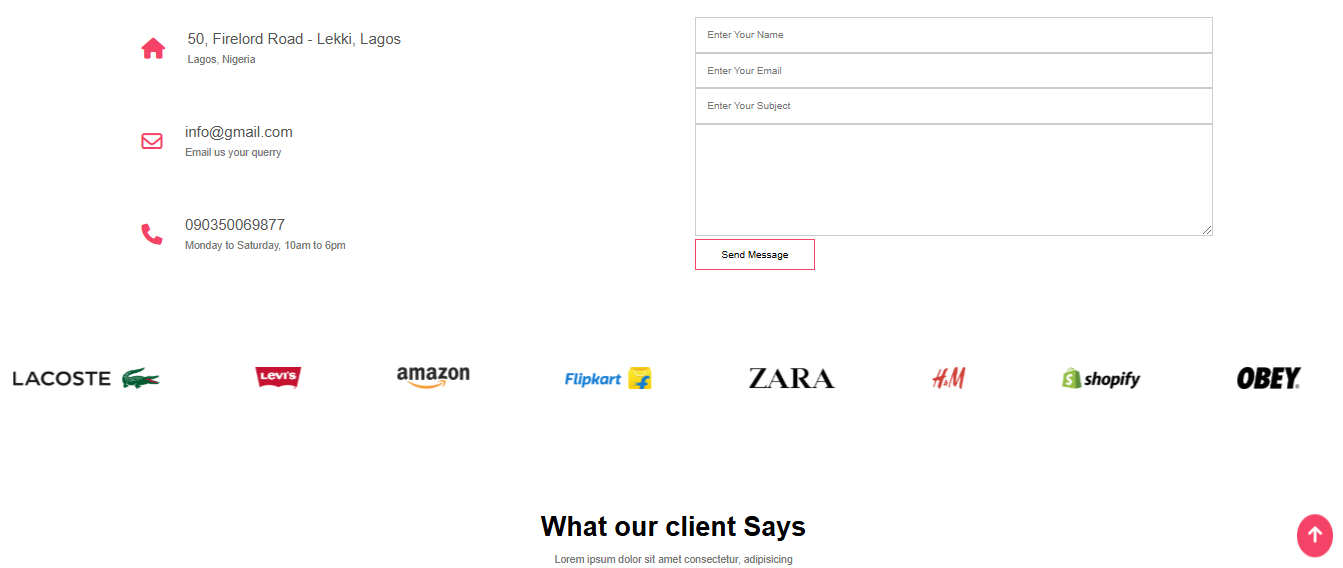 50, Firelord Road - Lekki, Lagos
Lagos, Nigeria
info@gmail.com
Email us your querry
090350069877
Monday to Saturday, 10am to 6pm
Enter Your Name
Enter Your Email
Enter Your Subject
Send Message
LACOSTE
LEVI'S
amazon
Flipkart
f
ZARA
H&M
S
shopify
OBEY
What our client Says
Lorem ipsum dolor sit amet consectetur, adipisicing